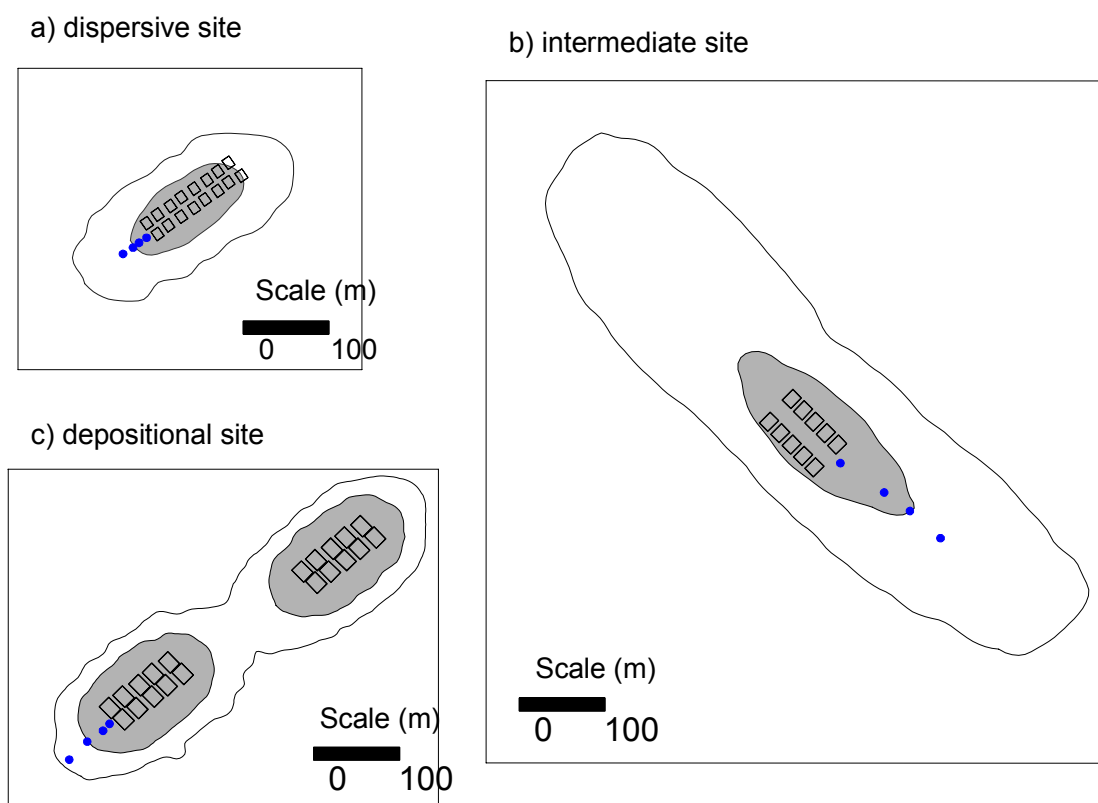 a) dispersive site
Scale (m)
0 100
b) intermediate site
Scale (m)
0 100
c) depositional site
Scale (m)
0 100